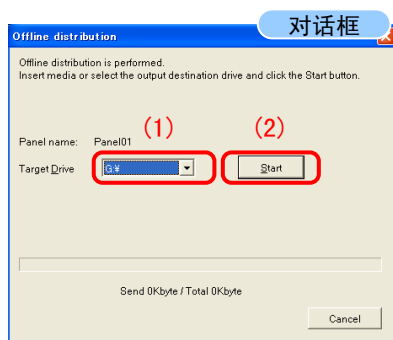 对话框
Offline distribution
Offline distribution is performed.
Insert media or select the output destination drive and click the Start button.
(1) (2)
Panel name: Panel01
Target Drive G:¥ Start
Send 0Kbyte / Total 0Kbyte
Cancel